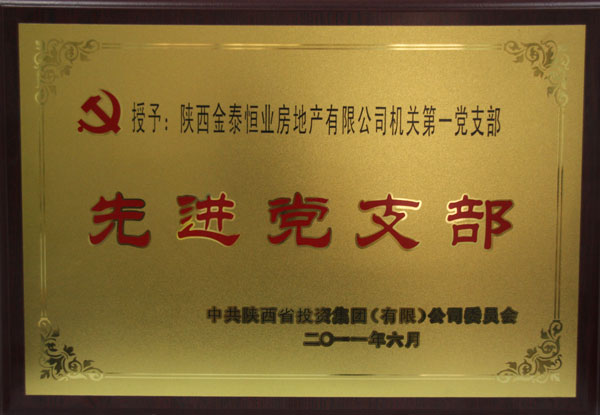 授予：陕西金泰恒业房地产有限公司机关第一党支部
先进党支部
中共陕西省投资集团（有限）公司委员会
二〇一一年六月